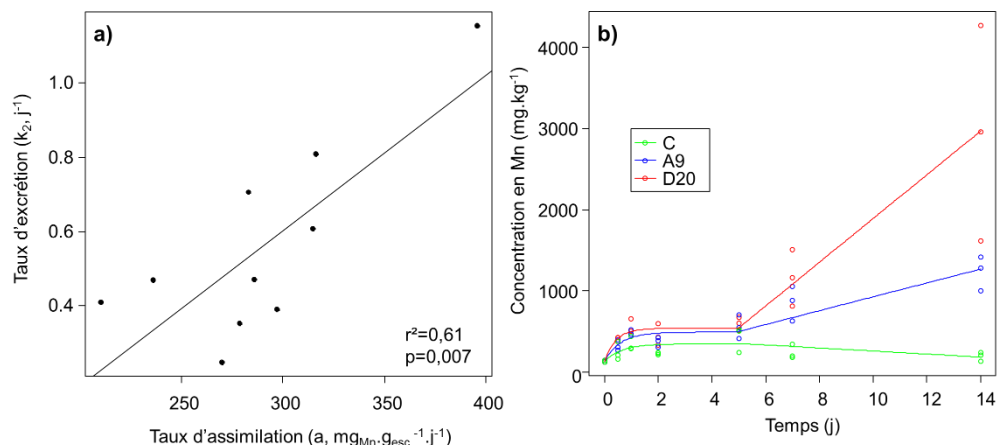 a)
1.0
0.8
0.6
0.4
Taux d'excrétion (k₂, j⁻¹)
r²=0,61
p=0,007
250
300
350
400
Taux d'assimilation (a, mg_Mn.g_esc⁻¹.j⁻¹)
b)
4000
3000
2000
1000
0
Concentration en Mn (mg.kg⁻¹)
C
A9
D20
0
2
4
6
8
10
12
14
Temps (j)